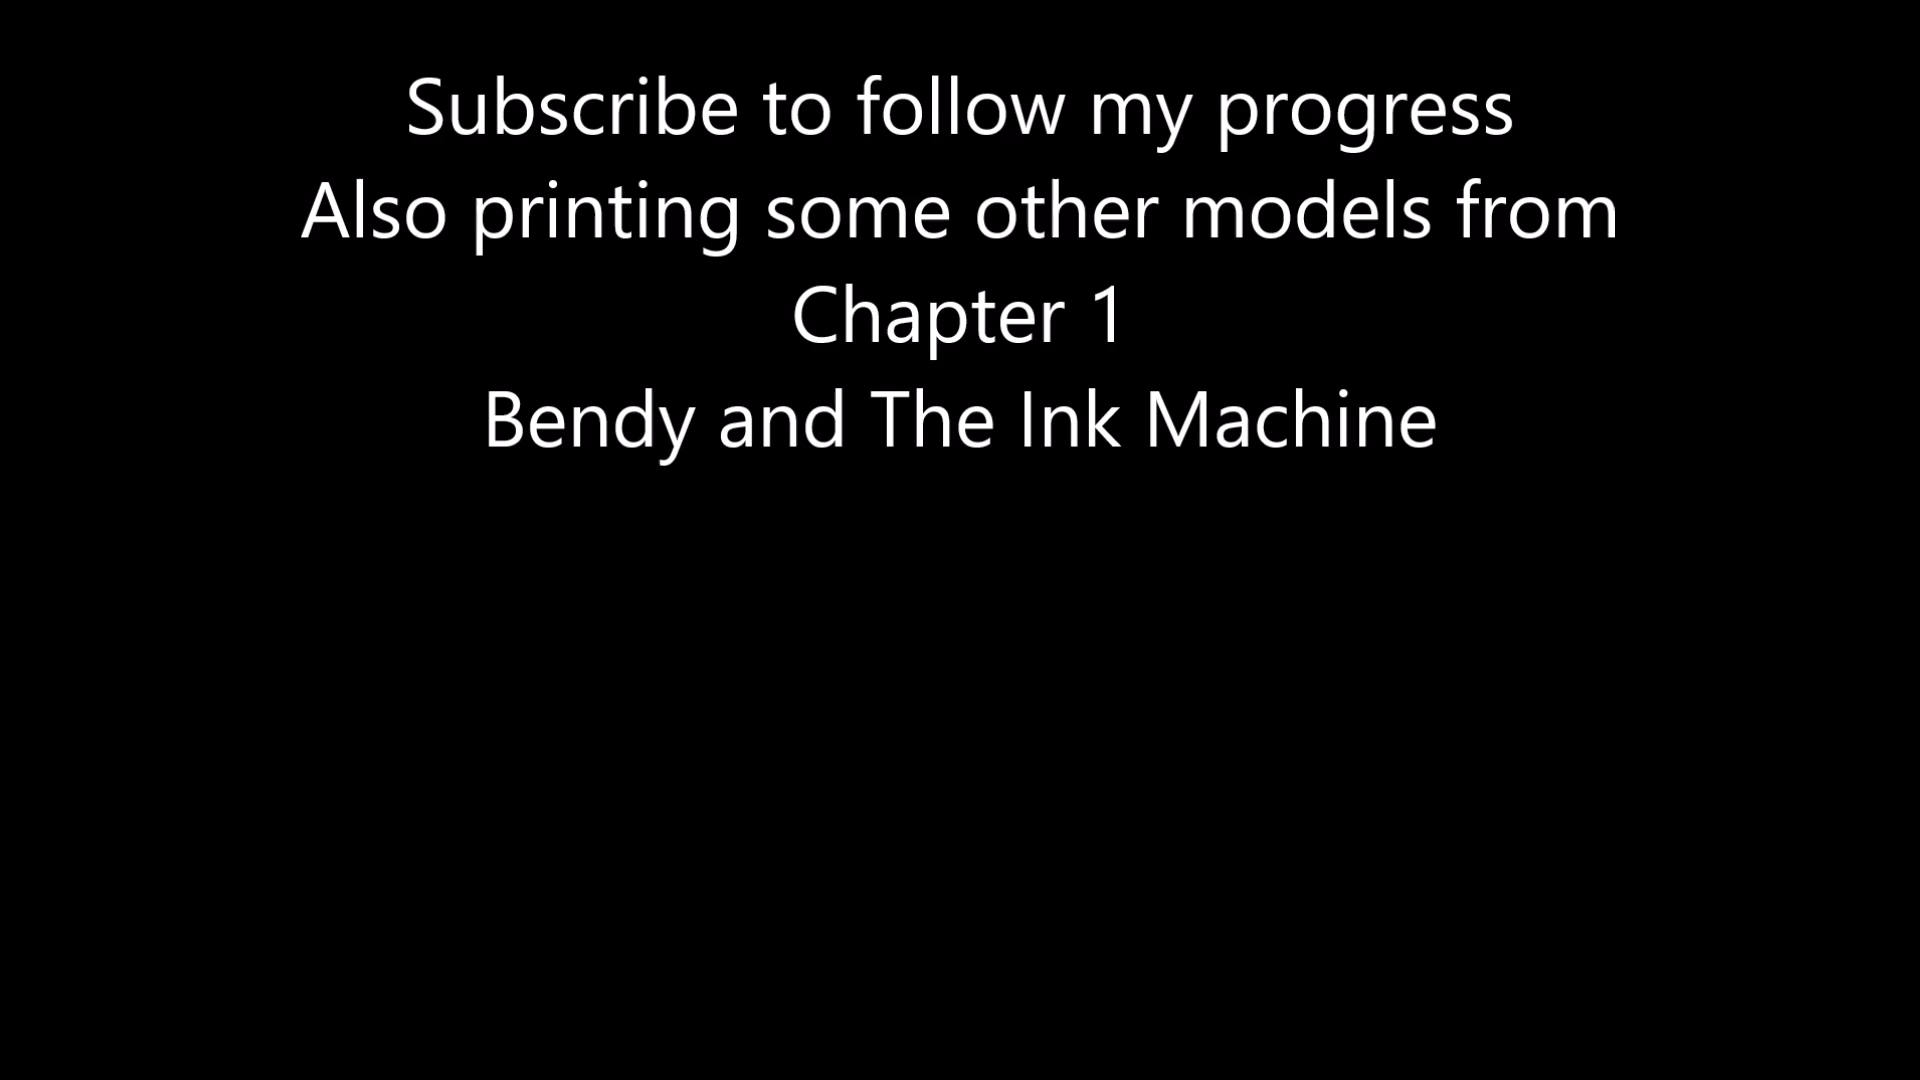 Subscribe to follow my progress
Also printing some other models from
Chapter 1
Bendy and The Ink Machine